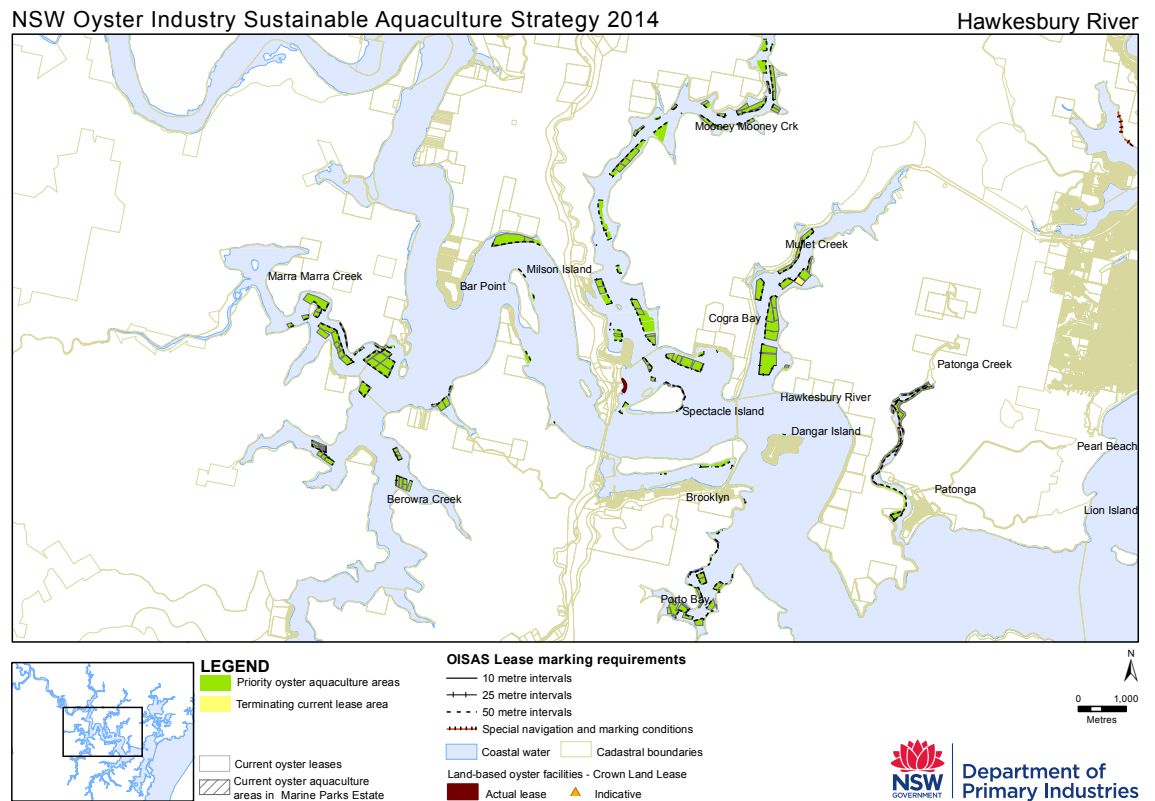 NSW Oyster Industry Sustainable Aquaculture Strategy 2014
Hawkesbury River
Mooney Mooney Crk
Mullet Creek
Marra Marra Creek
Milson Island
Bar Point
Cogra Bay
Patonga Creek
Hawkesbury River
Spectacle Island
Dangar Island
Pearl Beach
Berowra Creek
Brooklyn
Patonga
Lion Island
Porto Bay
LEGEND
Priority oyster aquaculture areas
Terminating current lease area
Current oyster leases
Current oyster aquaculture
areas in Marine Parks Estate
OISAS Lease marking requirements
10 metre intervals
25 metre intervals
50 metre intervals
Special navigation and marking conditions
Coastal water
Cadastral boundaries
Land-based oyster facilities - Crown Land Lease
Actual lease
Indicative
N
0 1,000
Metres
NSW
GOVERNMENT
Department of
Primary Industries